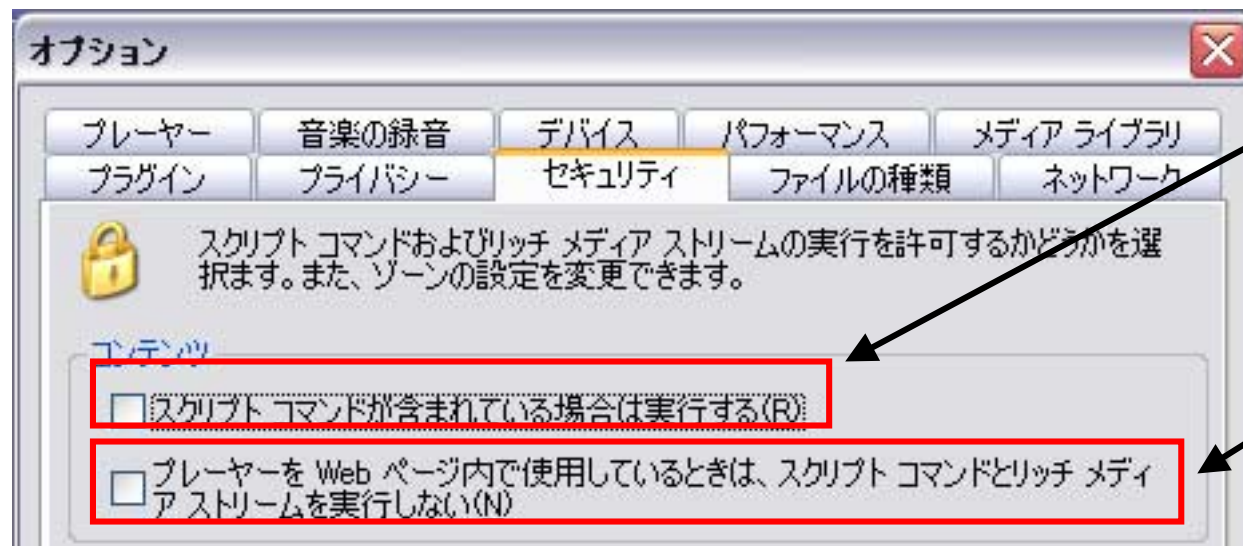 オプション
プレーヤー 音楽の録音 デバイス パフォーマンス メディア ライブラリ
プラグイン プライバシー セキュリティ ファイルの種類 ネットワーク
スクリプト コマンドおよびリッチ メディア ストリームの実行を許可するかどうかを選
択ます。また、ゾーンの設定を変更できます。
コンテンツ
スクリプト コマンドが含まれている場合は実行する(R)
プレーヤーを Web ページ内で使用しているときは、スクリプト コマンドとリッチ メディ
ア ストリームを実行しない(N)